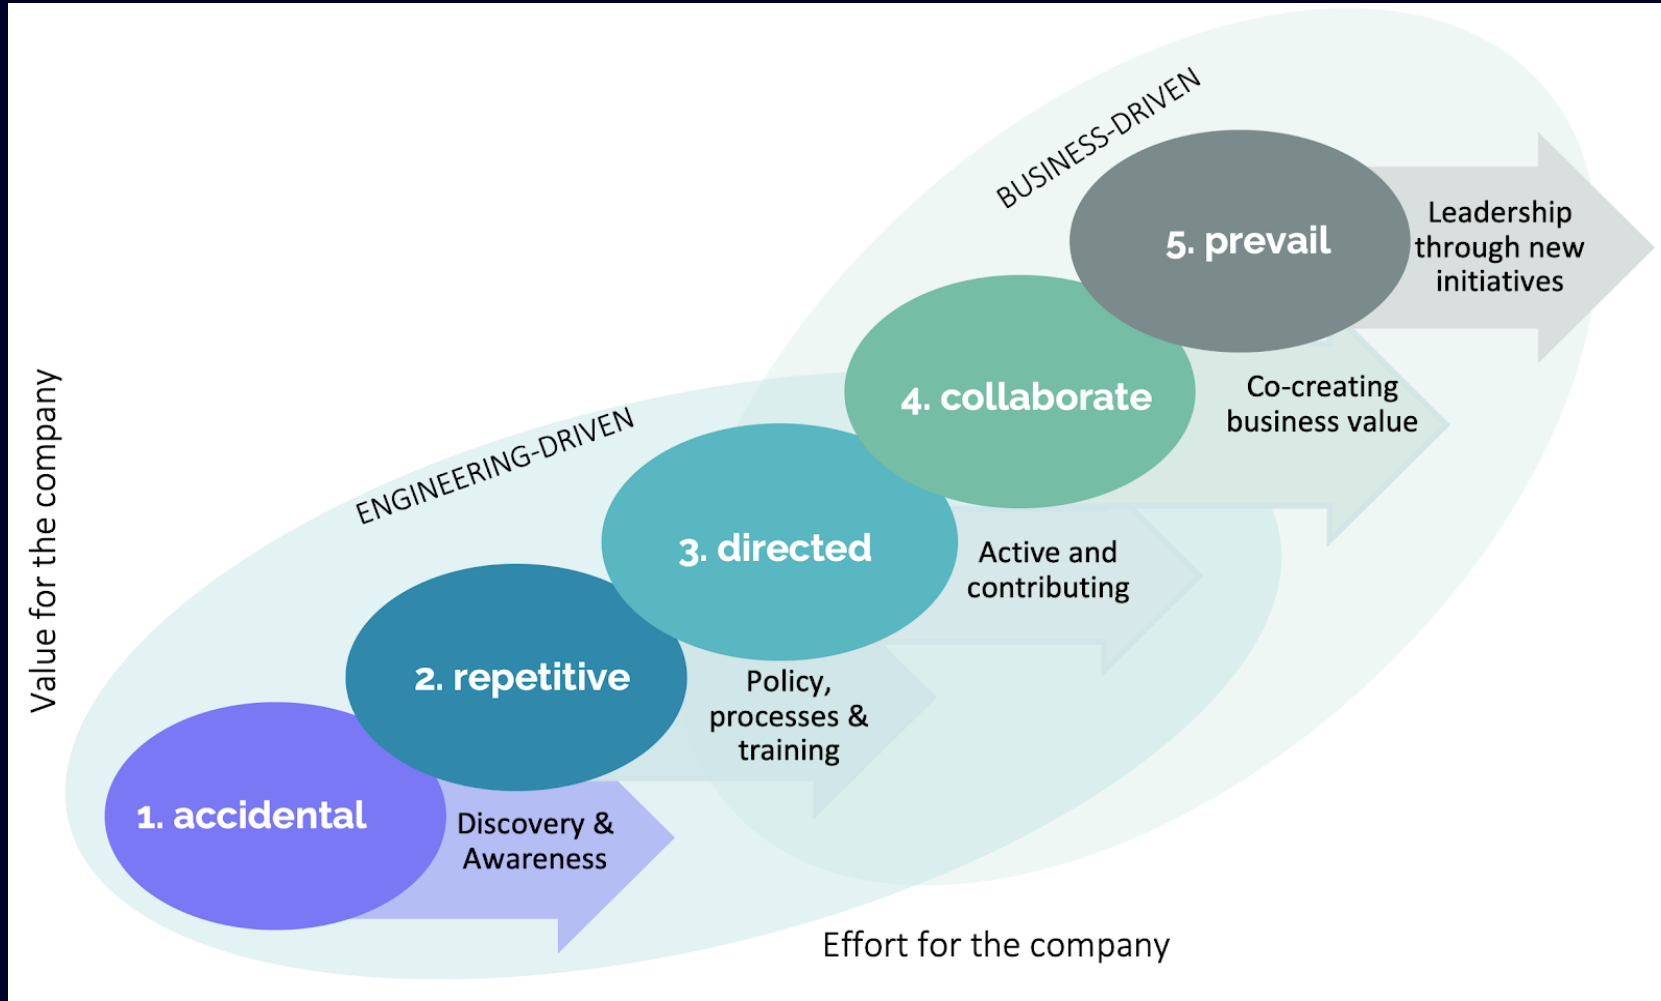 BUSINESS-DRIVEN
5. prevail
Leadership
through new
initiatives
4. collaborate
Co-creating
business value
ENGINEERING-DRIVEN
3. directed
Active and
contributing
2. repetitive
Policy,
processes &
training
1. accidental
Discovery &
Awareness
Value for the company
Effort for the company